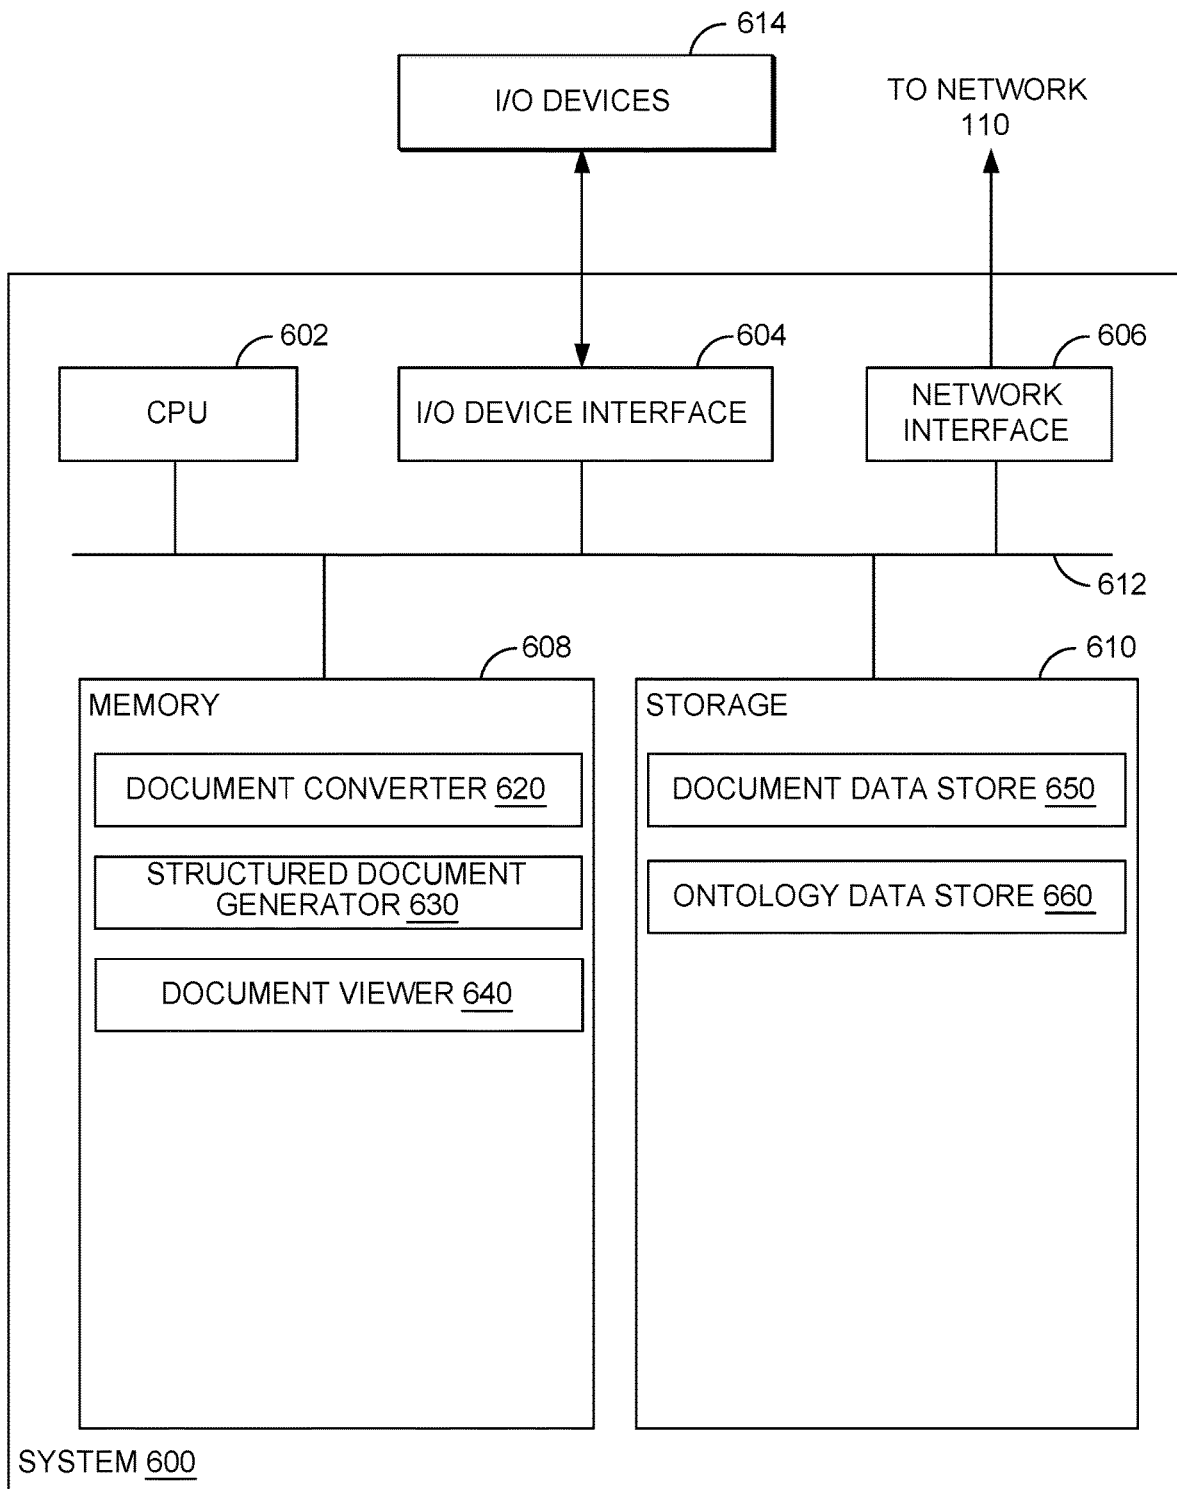 614
I/O DEVICES
TO NETWORK
110
602
604
606
CPU
I/O DEVICE INTERFACE
NETWORK
INTERFACE
612
608
610
MEMORY
STORAGE
DOCUMENT CONVERTER 620
DOCUMENT DATA STORE 650
STRUCTURED DOCUMENT
GENERATOR 630
ONTOLOGY DATA STORE 660
DOCUMENT VIEWER 640
SYSTEM 600